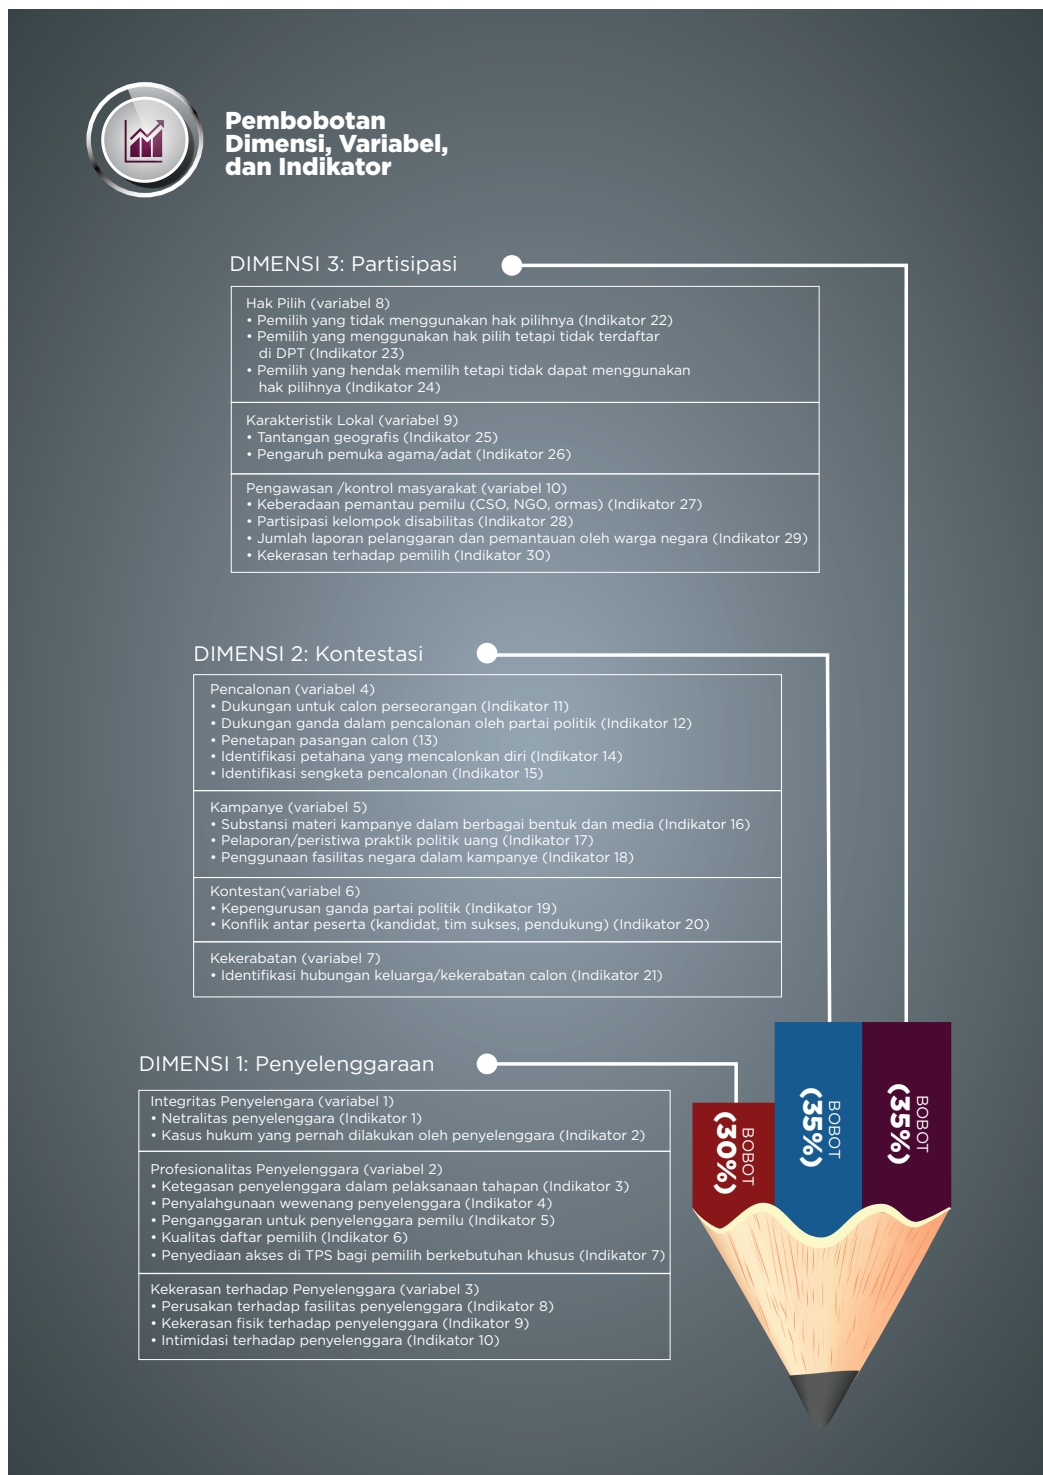 Pembobotan
Dimensi, Variabel,
dan Indikator
DIMENSI 3: Partisipasi
Hak Pilih (variabel 8)
• Pemilih yang tidak menggunakan hak pilihnya (Indikator 22)
• Pemilih yang menggunakan hak pilih tetapi tidak terdaftar
di DPT (Indikator 23)
• Pemilih yang hendak memilih tetapi tidak dapat menggunakan
hak pilihnya (Indikator 24)
Karakteristik Lokal (variabel 9)
• Tantangan geografis (Indikator 25)
• Pengaruh pemuka agama/adat (Indikator 26)
Pengawasan /kontrol masyarakat (variabel 10)
• Keberadaan pemantau pemilu (CSO, NGO, ormas) (Indikator 27)
• Partisipasi kelompok disabilitas (Indikator 28)
• Jumlah laporan pelanggaran dan pemantauan oleh warga negara (Indikator 29)
• Kekerasan terhadap pemilih (Indikator 30)
DIMENSI 2: Kontestasi
Pencalonan (variabel 4)
• Dukungan untuk calon perseorangan (Indikator 11)
• Dukungan ganda dalam pencalonan oleh partai politik (Indikator 12)
• Penetapan pasangan calon (13)
• Identifikasi petahana yang mencalonkan diri (Indikator 14)
• Identifikasi sengketa pencalonan (Indikator 15)
Kampanye (variabel 5)
• Substansi materi kampanye dalam berbagai bentuk dan media (Indikator 16)
• Pelaporan/peristiwa praktik politik uang (Indikator 17)
• Penggunaan fasilitas negara dalam kampanye (Indikator 18)
Kontestan(variabel 6)
• Kepengurusan ganda partai politik (Indikator 19)
• Konflik antar peserta (kandidat, tim sukses, pendukung) (Indikator 20)
Kekerabatan (variabel 7)
• Identifikasi hubungan keluarga/kekerabatan calon (Indikator 21)
DIMENSI 1: Penyelenggaraan
Integritas Penyelengara (variabel 1)
• Netralitas penyelenggara (Indikator 1)
• Kasus hukum yang pernah dilakukan oleh penyelenggara (Indikator 2)
Profesionalitas Penyelenggara (variabel 2)
• Ketegasan penyelenggara dalam pelaksanaan tahapan (Indikator 3)
• Penyalahgunaan wewenang penyelenggara (Indikator 4)
• Penganggaran untuk penyelenggara pemilu (Indikator 5)
• Kualitas daftar pemilih (Indikator 6)
• Penyediaan akses di TPS bagi pemilih berkebutuhan khusus (Indikator 7)
Kekerasan terhadap Penyelenggara (variabel 3)
• Perusakan terhadap fasilitas penyelenggara (Indikator 8)
• Kekerasan fisik terhadap penyelenggara (Indikator 9)
• Intimidasi terhadap penyelenggara (Indikator 10)
BOBOT
(30%)
BOBOT
(35%)
BOBOT
(35%)